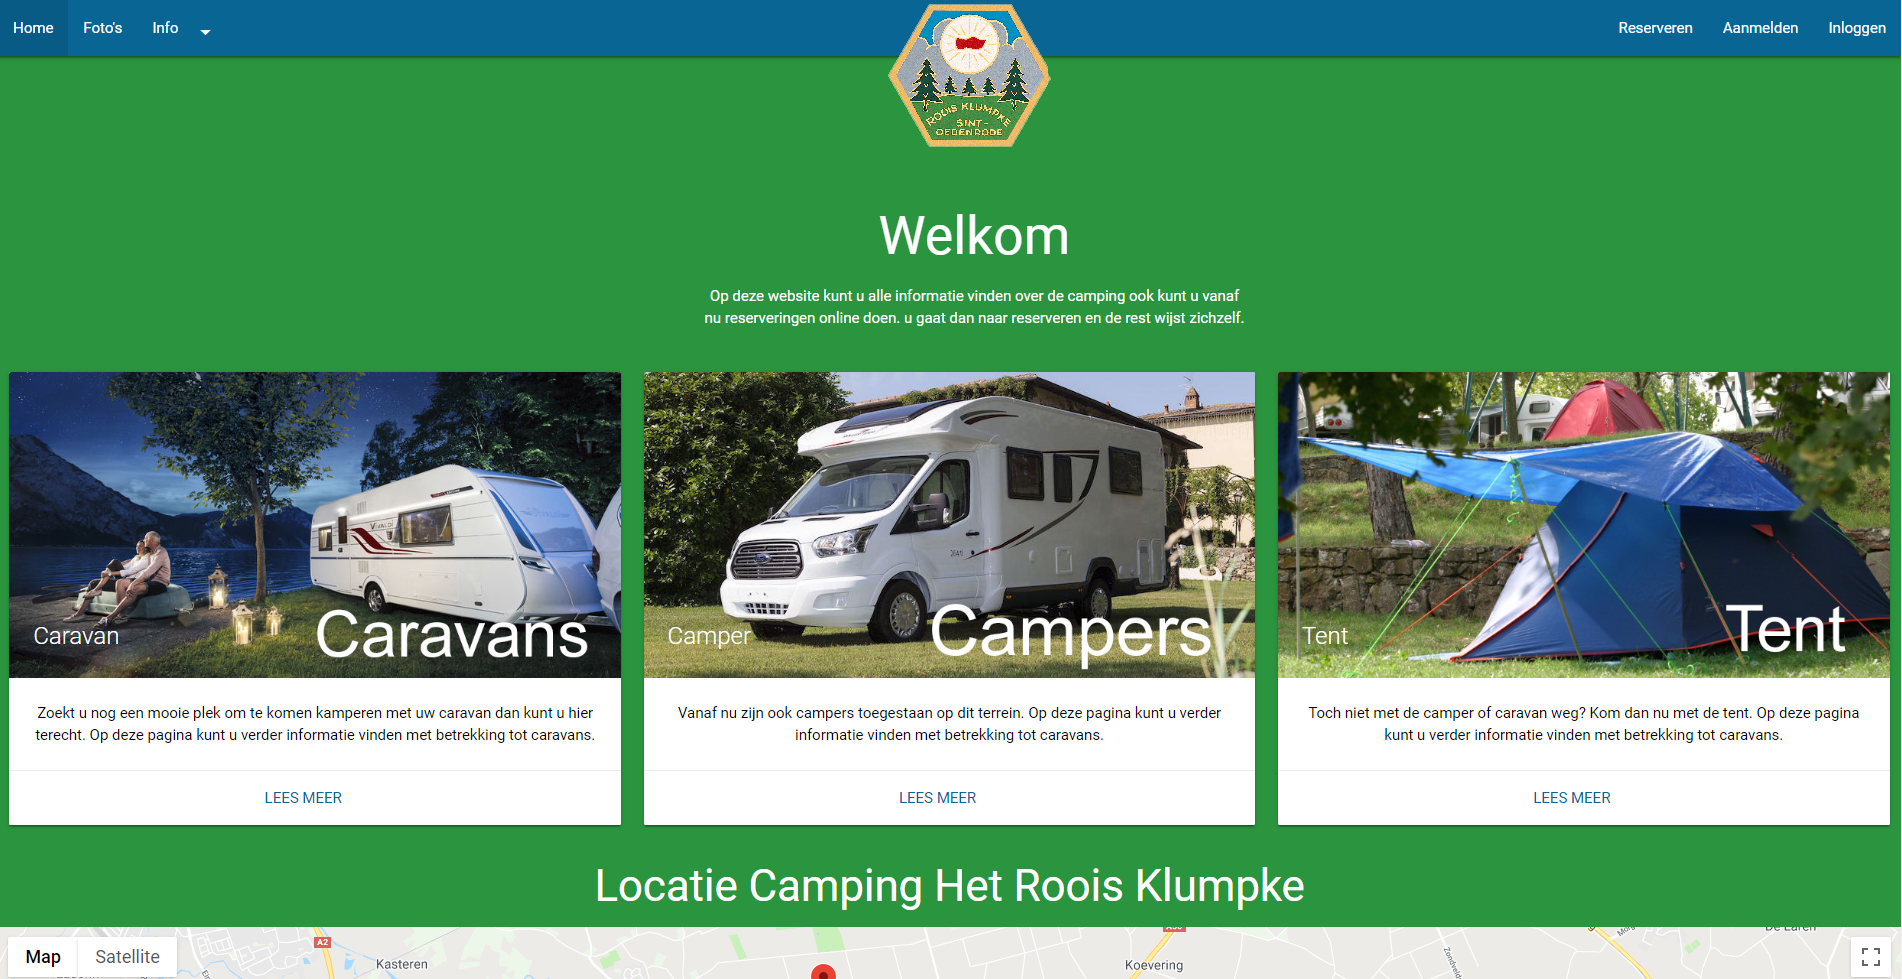 Home
Foto's
Info
Reserveren
Aanmelden
Inloggen
ROOIS KLUMPKE
SINT-
OEDENRODE
Welkom
Op deze website kunt u alle informatie vinden over de camping ook kunt u vanaf
nu reserveringen online doen. u gaat dan naar reserveren en de rest wijst zichzelf.
Caravan
Caravans
Camper
Campers
Tent
Tent
Zoekt u nog een mooie plek om te komen kamperen met uw caravan dan kunt u hier
terecht. Op deze pagina kunt u verder informatie vinden met betrekking tot caravans.
LEES MEER
Vanaf nu zijn ook campers toegestaan op dit terrein. Op deze pagina kunt u verder
informatie vinden met betrekking tot caravans.
LEES MEER
Toch niet met de camper of caravan weg? Kom dan nu met de tent. Op deze pagina
kunt u verder informatie vinden met betrekking tot caravans.
LEES MEER
Locatie Camping Het Roois Klumpke
Map
Satellite
A2
Kasteren
Koevering
De Laren